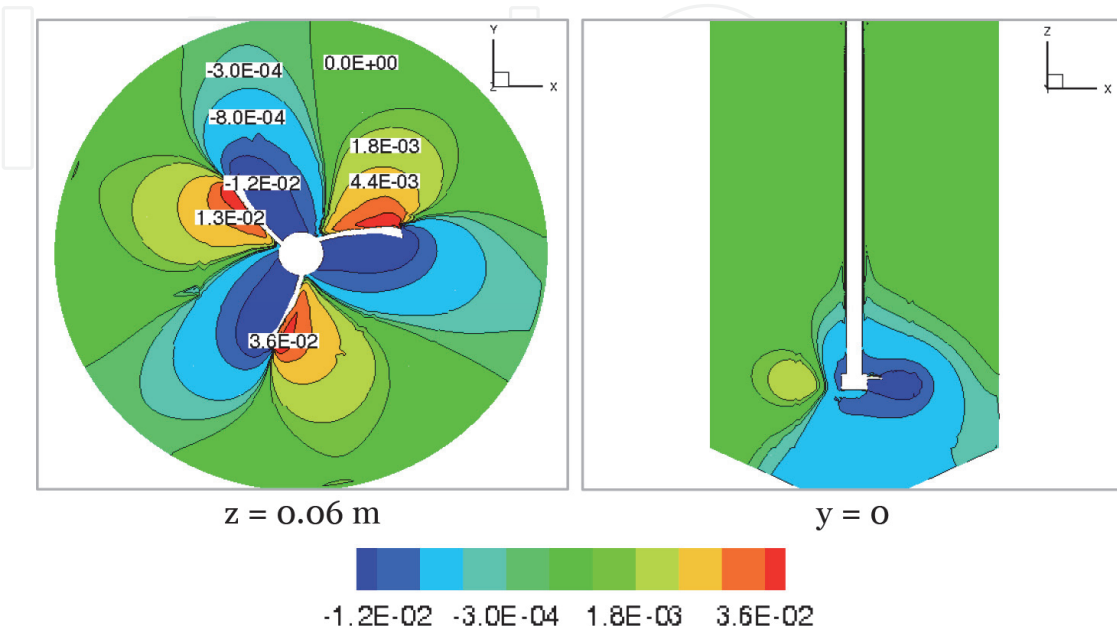 Y
X
Z
0.0E+00
-3.0E-04
-8.0E-04
1.8E-03
4.4E-03
-1.2E-02
1.3E-02
3.6E-02
Z
X
z = 0.06 m
y = 0
-1.2E-02 -3.0E-04 1.8E-03 3.6E-02